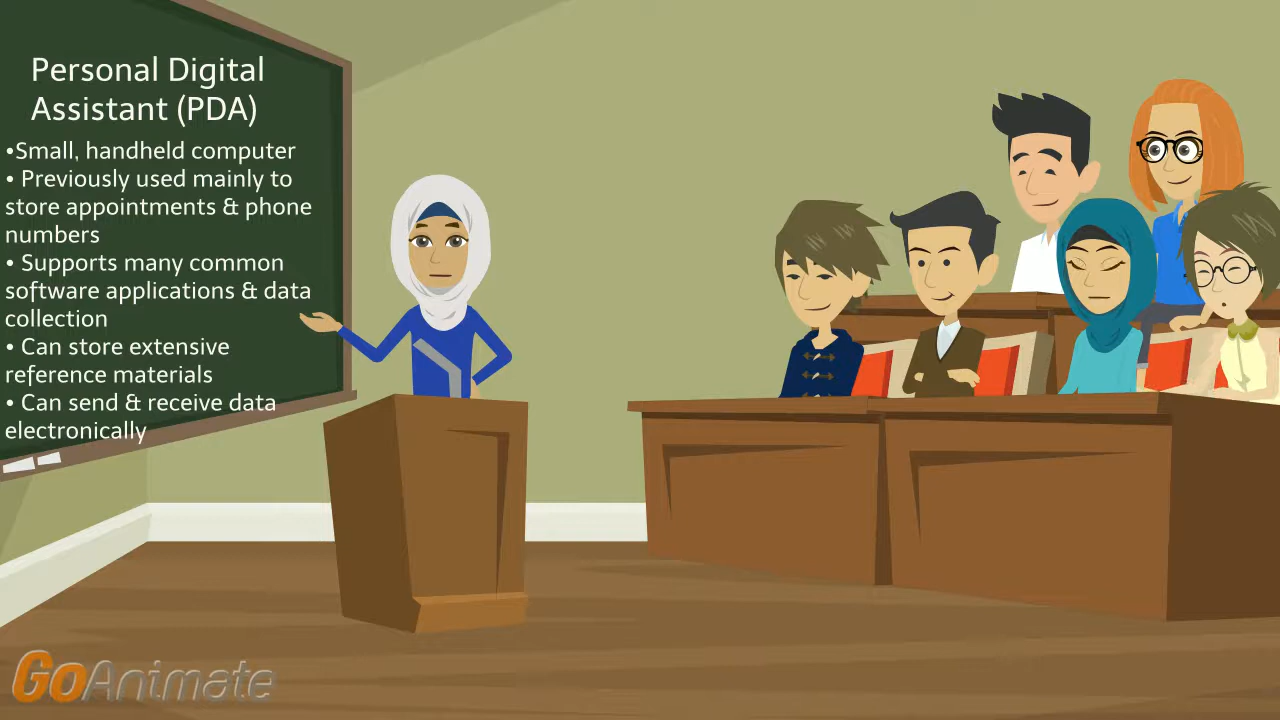 Personal Digital
Assistant (PDA)
•Small, handheld computer
• Previously used mainly to
store appointments & phone
numbers
• Supports many common
software applications & data
collection
• Can store extensive
reference materials
• Can send & receive data
electronically
GoAnimate